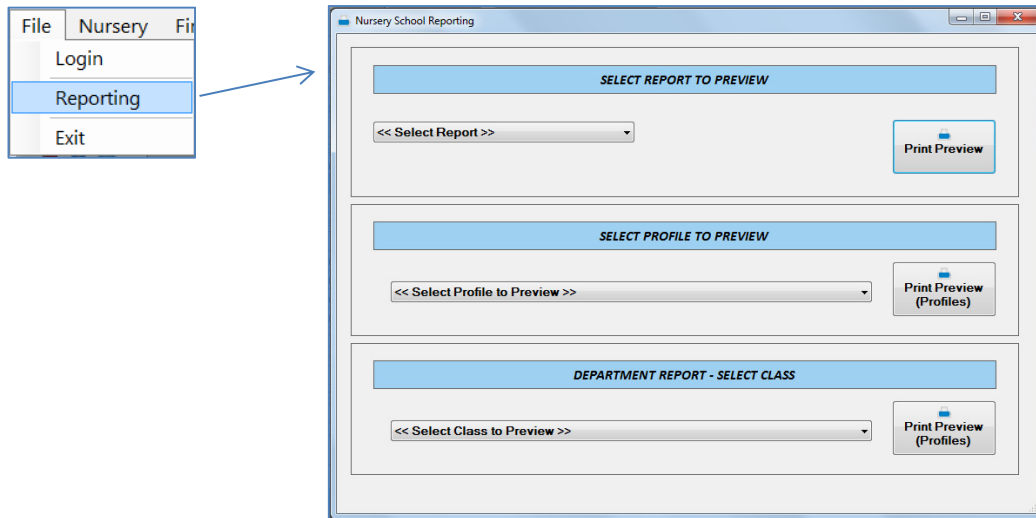 File Nursery Fi
Login
Reporting
Exit
Nursery School Reporting
SELECT REPORT TO PREVIEW
<< Select Report >>
Print Preview
SELECT PROFILE TO PREVIEW
<< Select Profile to Preview >>
Print Preview
(Profiles)
DEPARTMENT REPORT - SELECT CLASS
<< Select Class to Preview >>
Print Preview
(Profiles)